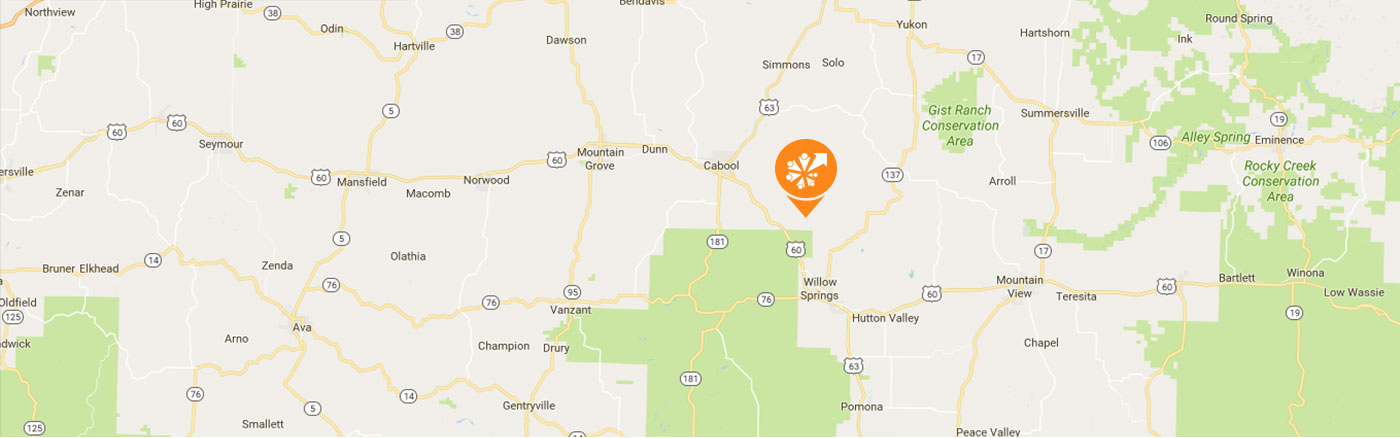 Northview
High Prairie
38
Odin
Hartville
38
Dawson
Bendavis
Simmons
Solo
Yukon
17
Hartshorn
Ink
Round Spring
5
63
Gist Ranch
Conservation
Area
Summersville
19
60
60
Seymour
106
Alley Spring
Eminence
ersville
Zenar
60
Mansfield
Macomb
Norwood
60
Mountain
Grove
Dunn
Cabool
137
Arroll
Rocky Creek
Conservation
Area
5
181
60
17
14
Bruner
Elkhead
Zenda
Olathia
76
76
95
Vanzant
76
Willow
Springs
60
Hutton Valley
Mountain
View
Teresita
60
Bartlett
Winona
Low Wassie
Oldfield
125
adwick
Arno
Ava
Champion
Drury
19
Chapel
63
181
76
14
5
Gentryville
Smallett
14
125
Pomona
Peace Valley